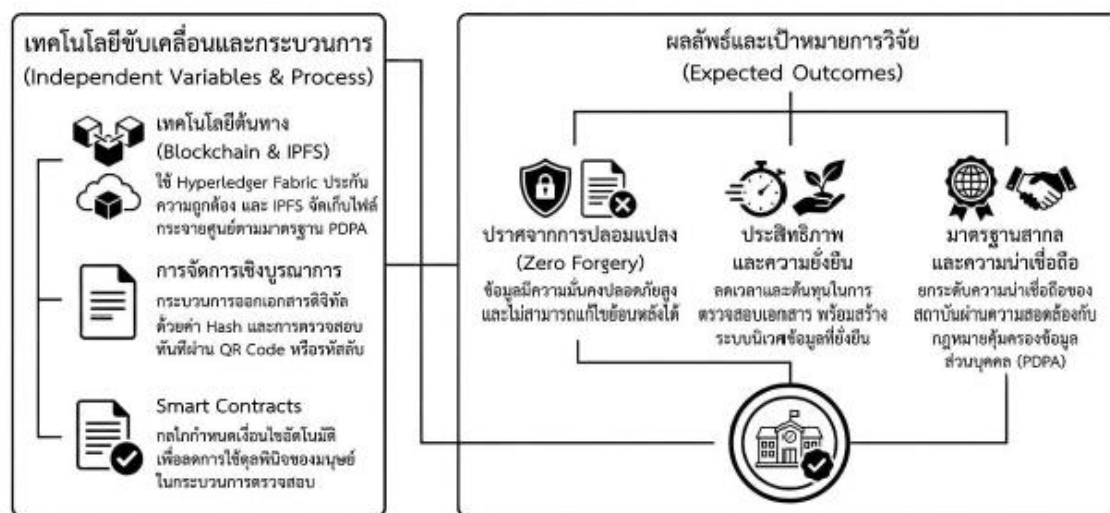 เทคโนโลยีขับเคลื่อนและกระบวนการ
(Independent Variables & Process)
เทคโนโลยีต้นทาง
(Blockchain & IPFS)
ใช้ Hyperledger Fabric ประกัน
ความถูกต้อง และ IPFS จัดเก็บไฟล์
กระจายศูนย์ตามมาตรฐาน PDPA
การจัดการเชิงบูรณาการ
กระบวนการออกเอกสารดิจิทัล
ด้วยค่า Hash และการตรวจสอบ
ทันทีผ่าน QR Code หรือรหัสลับ
Smart Contracts
กลไกกำหนดเงื่อนไขอัตโนมัติ
เพื่อลดการใช้ดุลพินิจของมนุษย์
ในกระบวนการตรวจสอบ
ผลลัพธ์และเป้าหมายการวิจัย
(Expected Outcomes)
ปราศจากการปลอมแปลง
(Zero Forgery)
ข้อมูลมีความมั่นคงปลอดภัยสูง
และไม่สามารถแก้ไขย้อนหลังได้
ประสิทธิภาพ
และความยั่งยืน
ลดเวลาและต้นทุนในการ
ตรวจสอบเอกสาร พร้อมสร้าง
ระบบนิเวศข้อมูลที่ยั่งยืน
มาตรฐานสากล
และความน่าเชื่อถือ
ยกระดับความน่าเชื่อถือของ
สถาบันผ่านความสอดคล้องกับ
กฎหมายคุ้มครองข้อมูล
ส่วนบุคคล (PDPA)